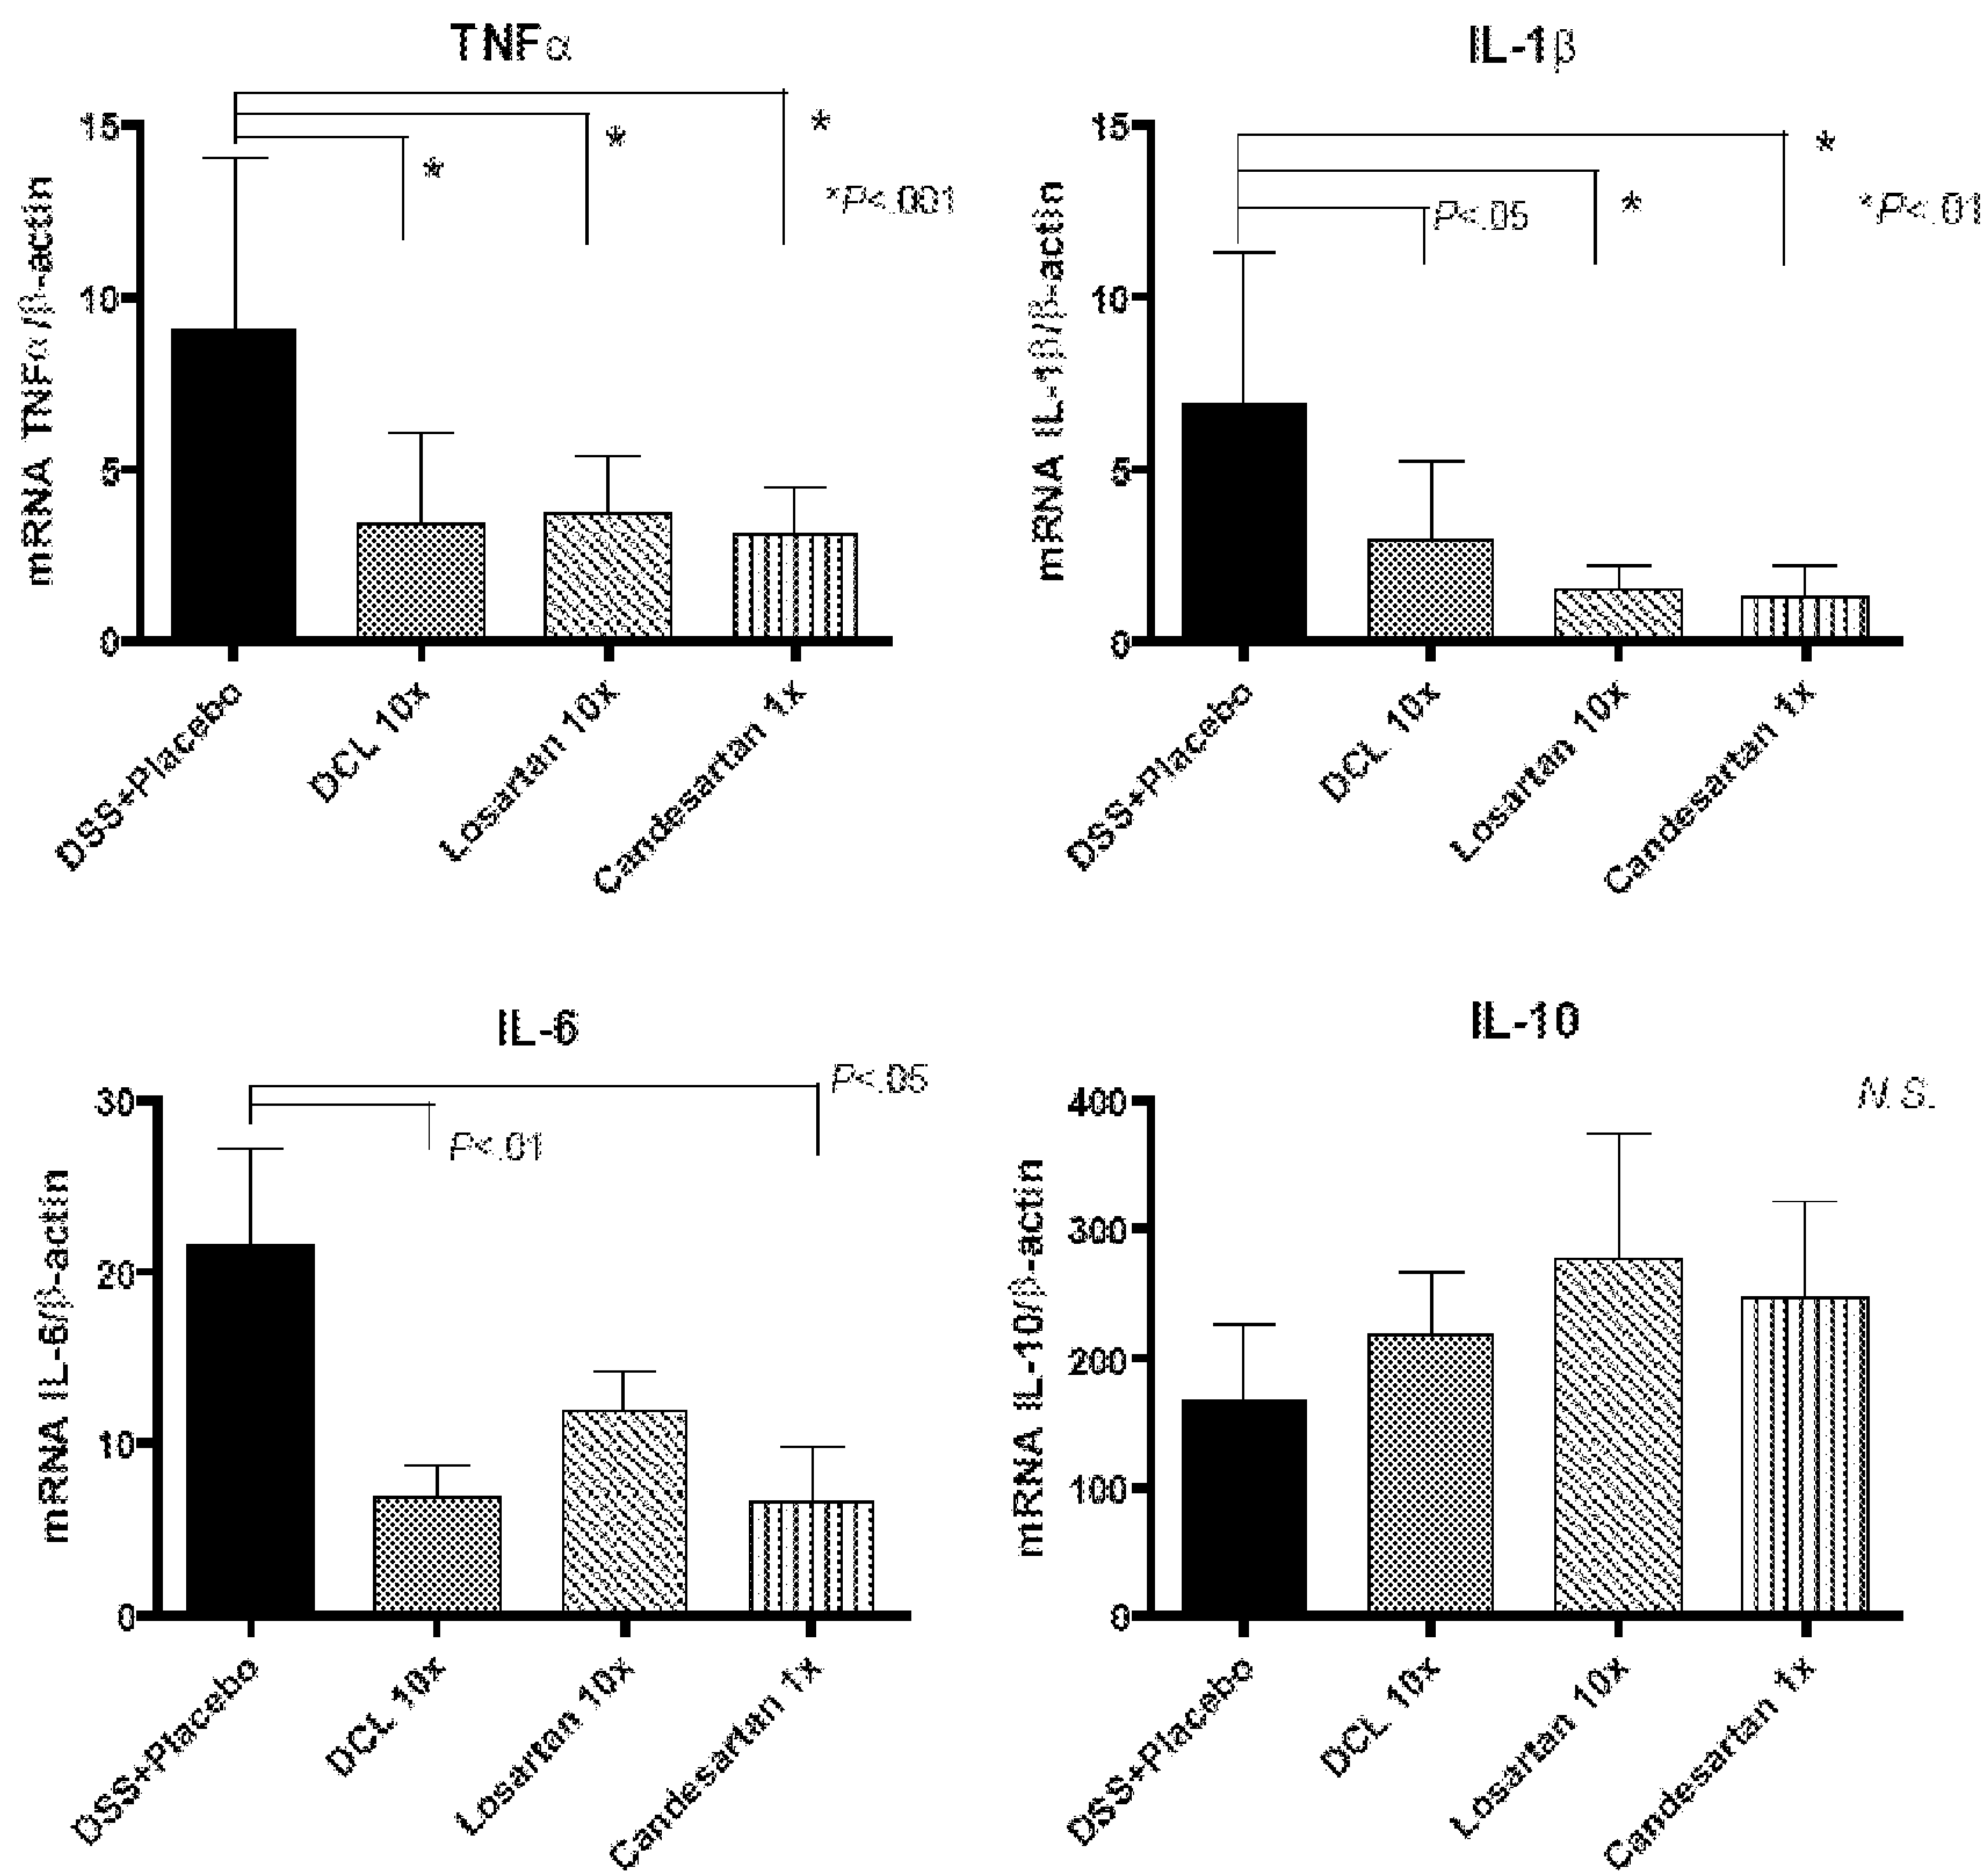 TNFα
mRNA TNFα/β-actin
15
10
5
0
*
*
*
*P<.001
DSS+Placebo
DCL 10x
Losartan 10x
Candesartan 1x
IL-1β
mRNA IL-1β/β-actin
15
10
5
0
P<.05
*
*
*P<.01
DSS+Placebo
DCL 10x
Losartan 10x
Candesartan 1x
IL-6
mRNA IL-6/β-actin
30
20
10
0
P<.01
P<.05
DSS+Placebo
DCL 10x
Losartan 10x
Candesartan 1x
IL-10
mRNA IL-10/β-actin
400
300
200
100
0
N.S.
DSS+Placebo
DCL 10x
Losartan 10x
Candesartan 1x